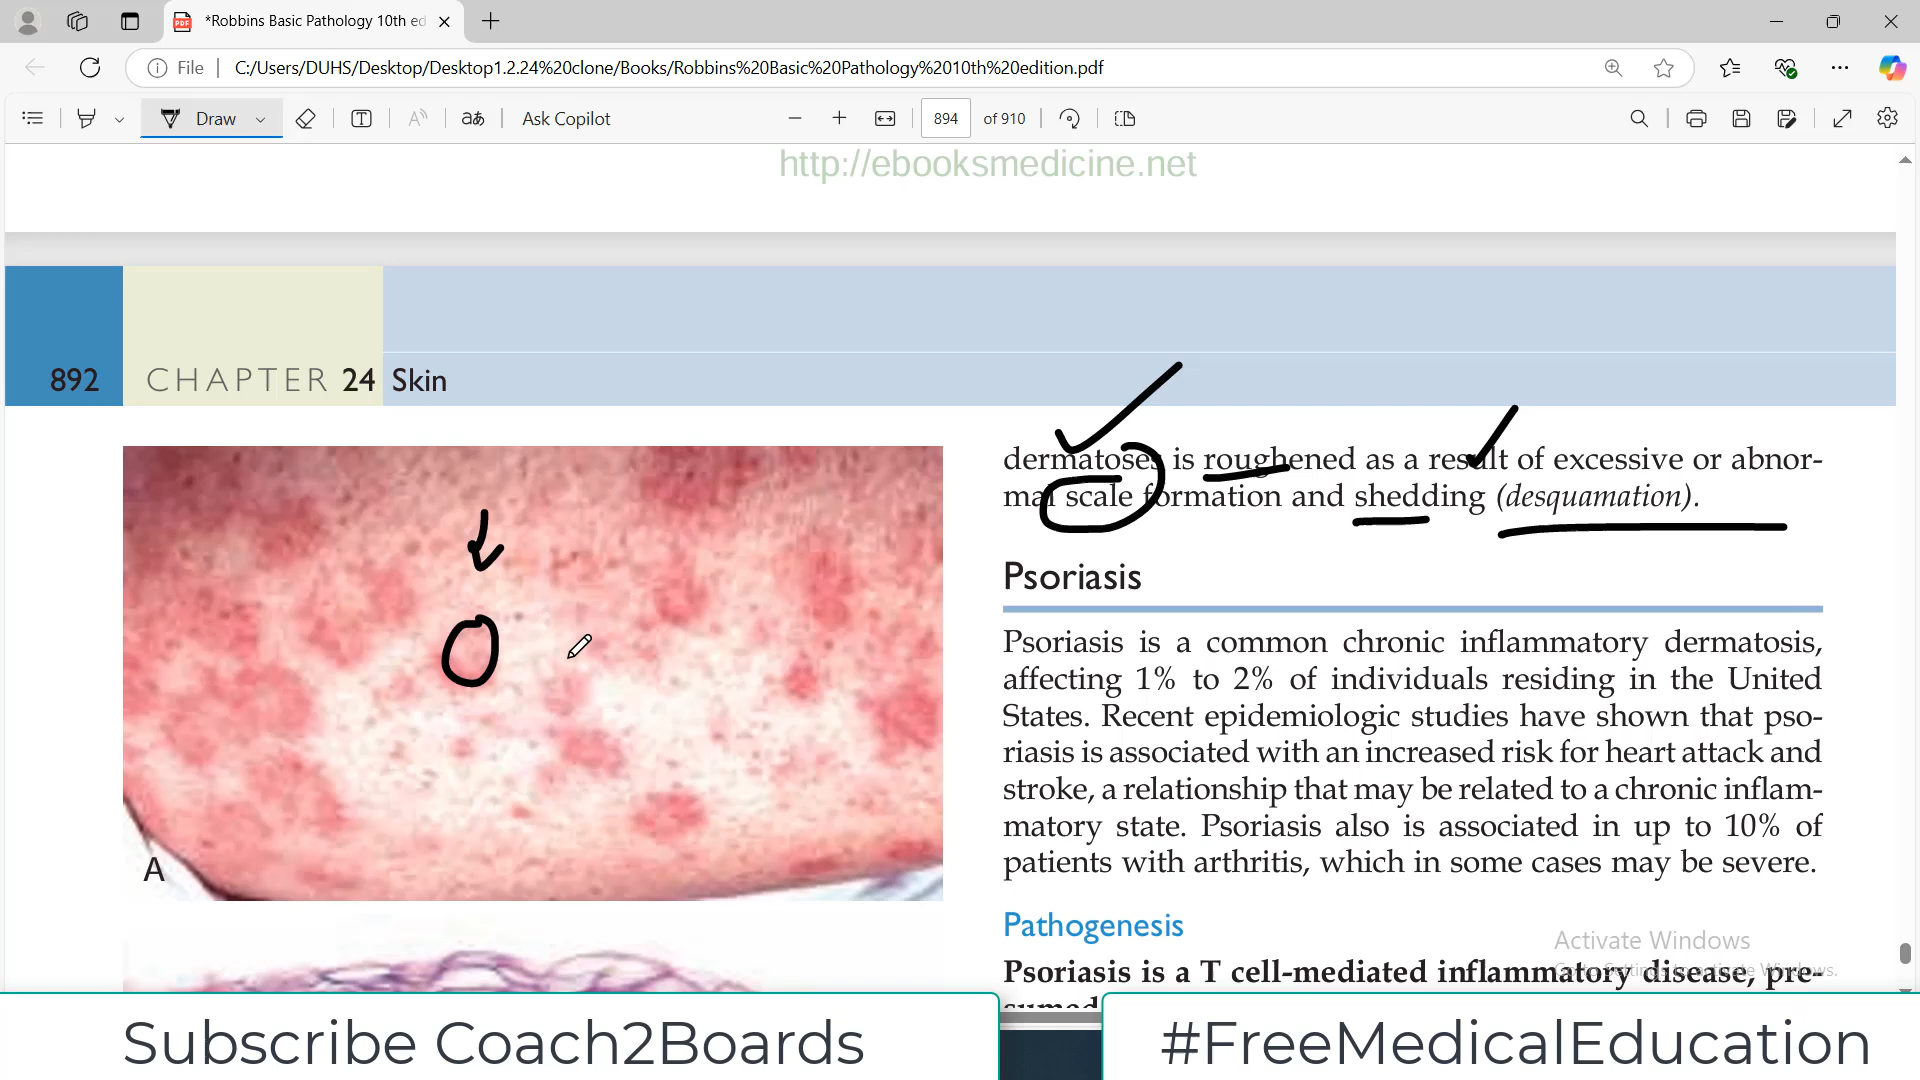 *Robbins Basic Pathology 10th ed
File
C:/Users/DUHS/Desktop/Desktop1.2.24%20clone/Books/Robbins%20Basic%20Pathology%2010th%20edition.pdf
Draw
Ask Copilot
894 of 910
http://ebooksmedicine.net
892 CHAPTER 24 Skin
A
dermatoses is roughened as a result of excessive or abnor-
mal scale formation and shedding (desquamation).
Psoriasis
Psoriasis is a common chronic inflammatory dermatosis,
affecting 1% to 2% of individuals residing in the United
States. Recent epidemiologic studies have shown that pso-
riasis is associated with an increased risk for heart attack and
stroke, a relationship that may be related to a chronic inflam-
matory state. Psoriasis also is associated in up to 10% of
patients with arthritis, which in some cases may be severe.
Pathogenesis
Psoriasis is a T cell-mediated inflammatory disease, pre-
Activate Windows
Go to Settings to activate Windows.
Subscribe Coach2Boards
#FreeMedicalEducation